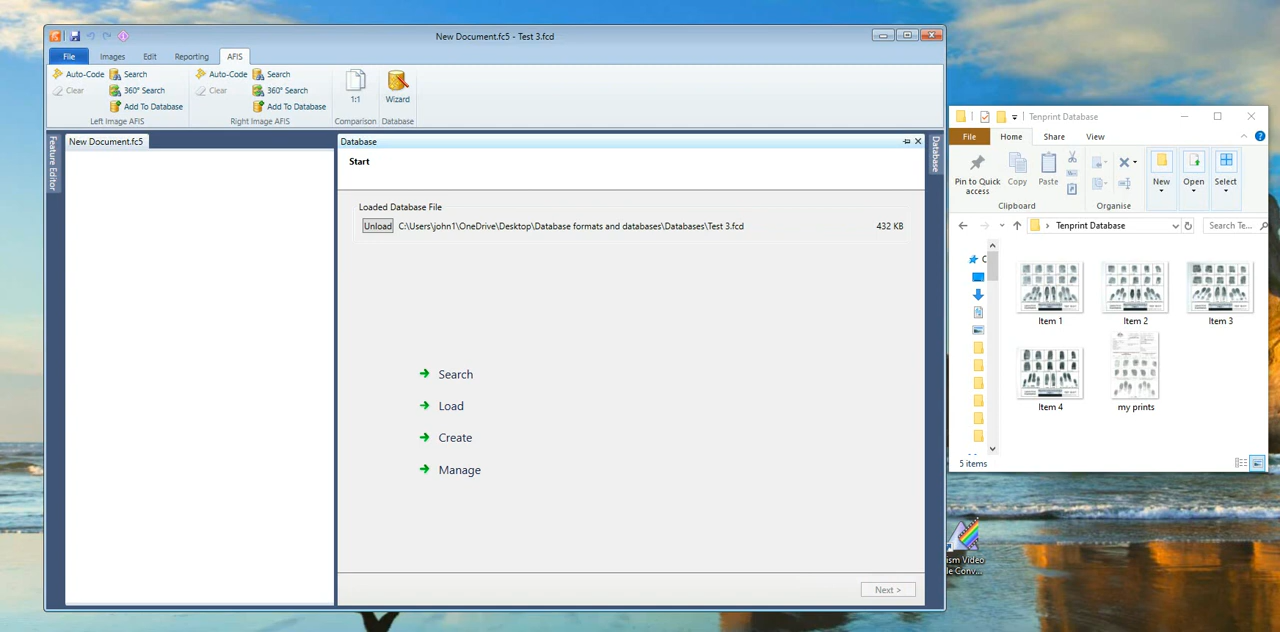 New Document.fc5 - Test 3.fcd
File Images Edit Reporting AFIS
Auto-Code Search
Clear 360° Search
Add To Database
Left Image AFIS
Auto-Code Search
Clear 360° Search
Add To Database
Right Image AFIS
1:1
Comparison
Wizard
Database
Feature Editor
New Document.fc5
Database
Start
Loaded Database File
Unload C:\Users\john1\OneDrive\Desktop\Database formats and databases\Databases\Test 3.fcd 432 KB
Search
Load
Create
Manage
Next >
Database
Tenprint Database
File Home Share View
Pin to Quick access
Copy
Paste
Clipboard
Organise
New
Open
Select
Tenprint Database
Search Te...
Item 1
Item 2
Item 3
Item 4
my prints
5 items
ism Video
le Conv...